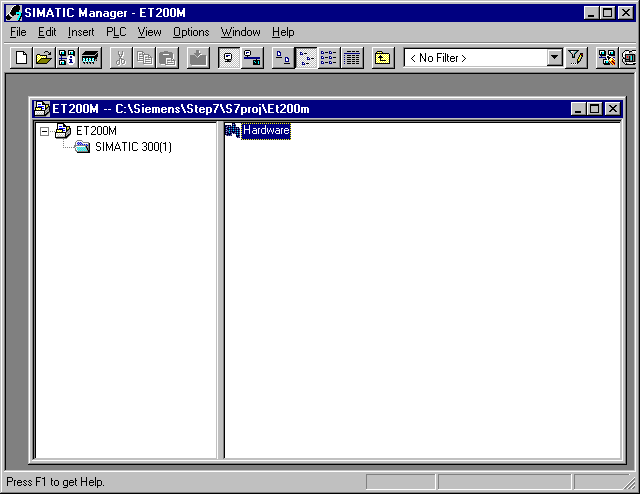 SIMATIC Manager - ET200M
File Edit Insert PLC View Options Window Help
< No Filter >
ET200M -- C:\Siemens\Step7\S7proj\Et200m
ET200M
Hardware
SIMATIC 300(1)
Press F1 to get Help.